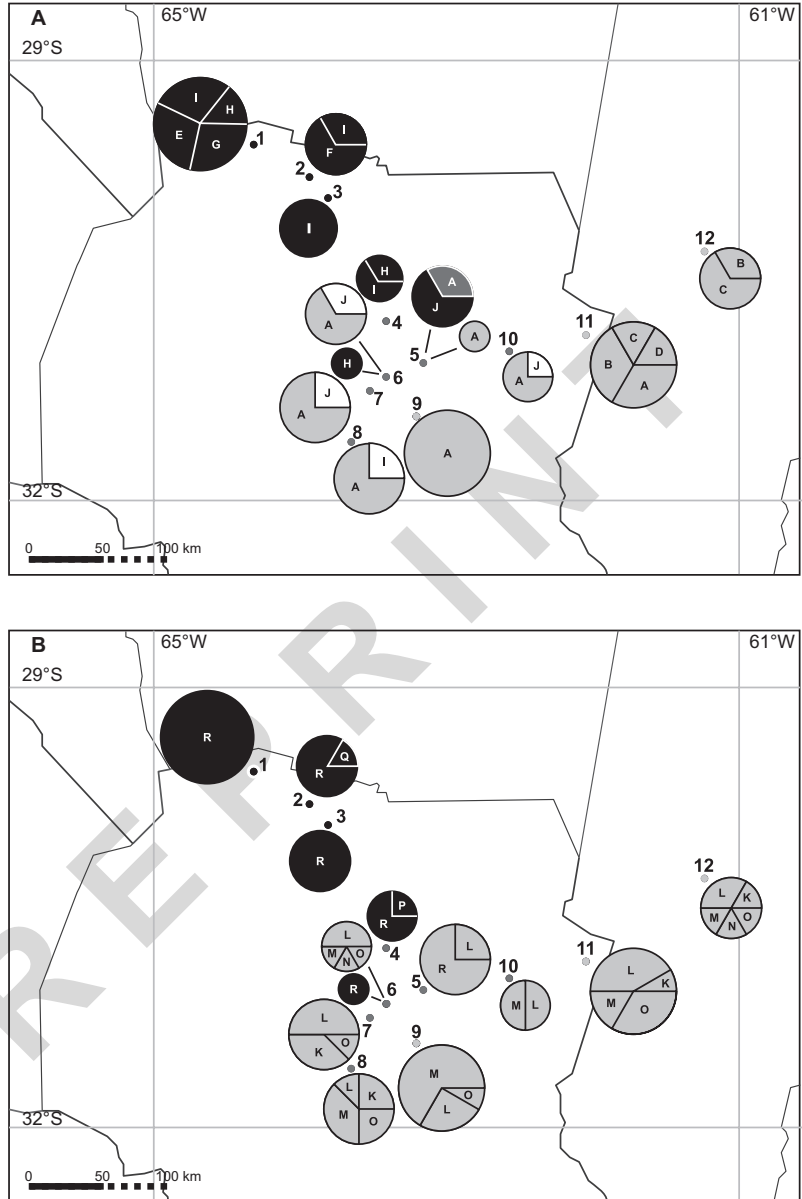 A
65°W
61°W
29°S
I
H
E
G
1
I
F
2
3
I
12
B
C
H
I
A
J
J
A
4
A
11
C
D
B
A
10
J
A
5
H
6
J
A
7
9
A
8
I
A
32°S
0 50 100 km
B
65°W
61°W
29°S
R
1
Q
R
2
3
R
12
L
K
M
N
O
P
R
4
L
M
N
O
L
R
11
L
K
M
O
10
M
L
5
R
6
L
O
K
7
9
M
O
L
8
L
K
M
O
32°S
0 50 100 km
REPRINT